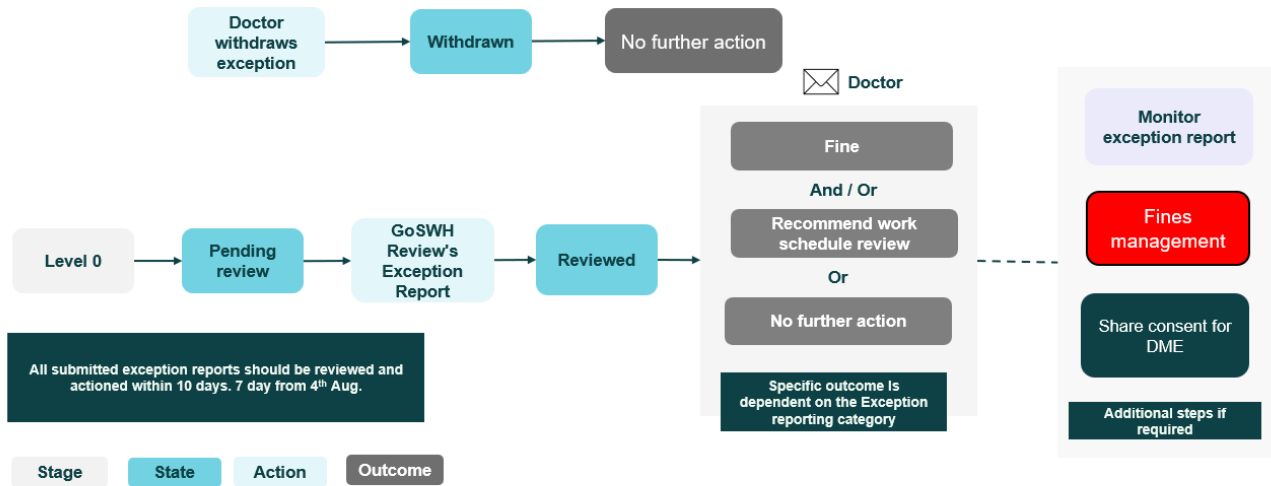 Doctor
withdraws
exception
Withdrawn
No further action
Doctor
Fine
And / Or
Recommend work
schedule review
Or
No further action
Specific outcome Is
dependent on the Exception
reporting category
Monitor
exception report
Fines
management
Share consent for
DME
Additional steps if
required
Level 0
Pending
review
GoSWH
Review's
Exception
Report
Reviewed
All submitted exception reports should be reviewed and
actioned within 10 days. 7 day from 4th Aug.
Stage
State
Action
Outcome